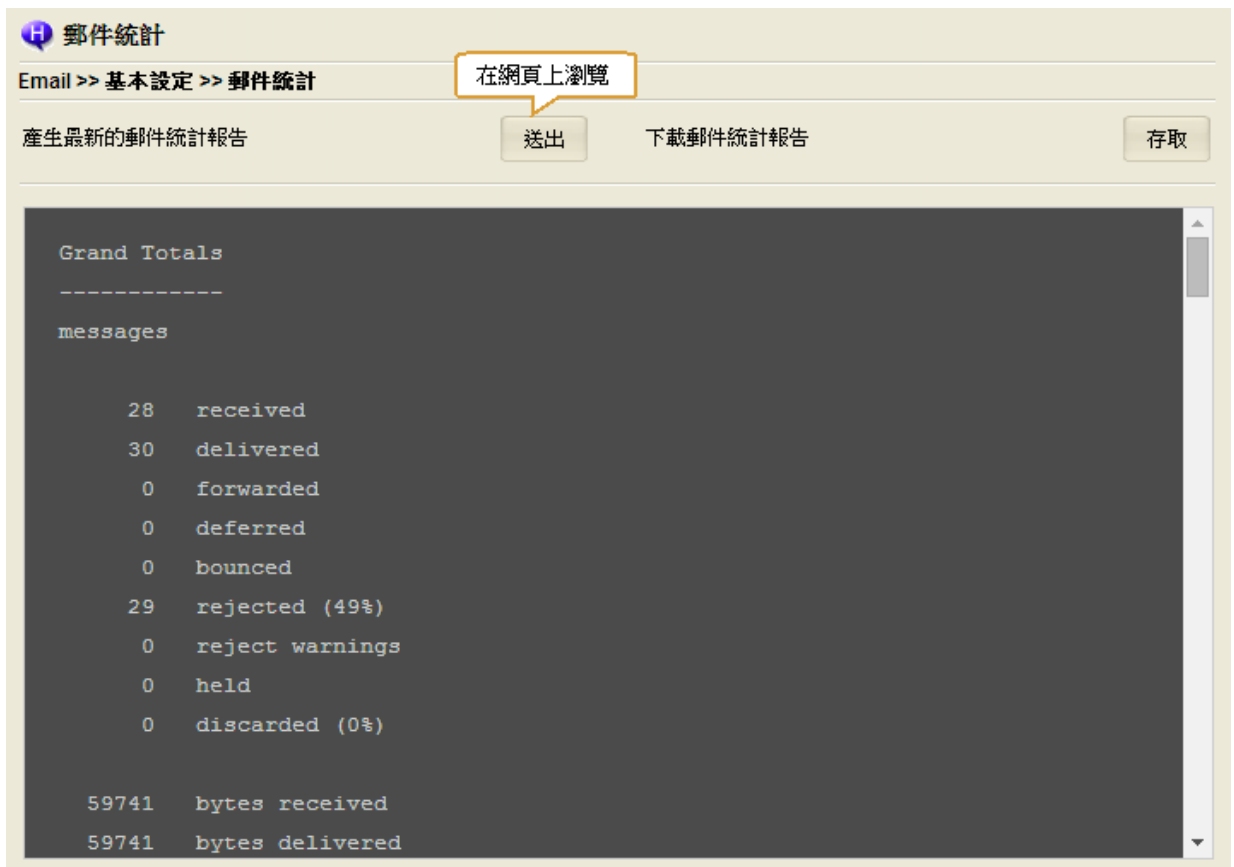 H 郵件統計
Email >> 基本設定 >> 郵件統計
在網頁上瀏覽
產生最新的郵件統計報告 送出 下載郵件統計報告 存取
Grand Totals
------------
messages
28 received
30 delivered
0 forwarded
0 deferred
0 bounced
29 rejected (49%)
0 reject warnings
0 held
0 discarded (0%)
59741 bytes received
59741 bytes delivered